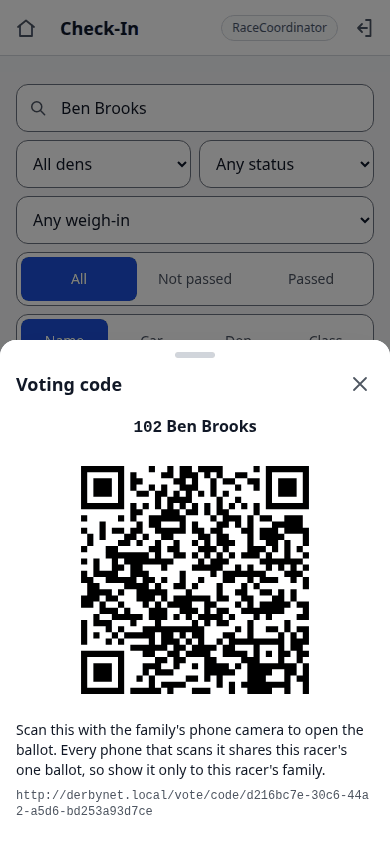 Check-In
RaceCoordinator
Ben Brooks
All dens
Any status
Any weigh-in
All
Not passed
Passed
Name
Car
Den
Class
Voting code
102 Ben Brooks
Scan this with the family's phone camera to open the
ballot. Every phone that scans it shares this racer's
one ballot, so show it only to this racer's family.
http://derbynet.local/vote/code/d216bc7e-30c6-44a
2-a5d6-bd253a93d7ce